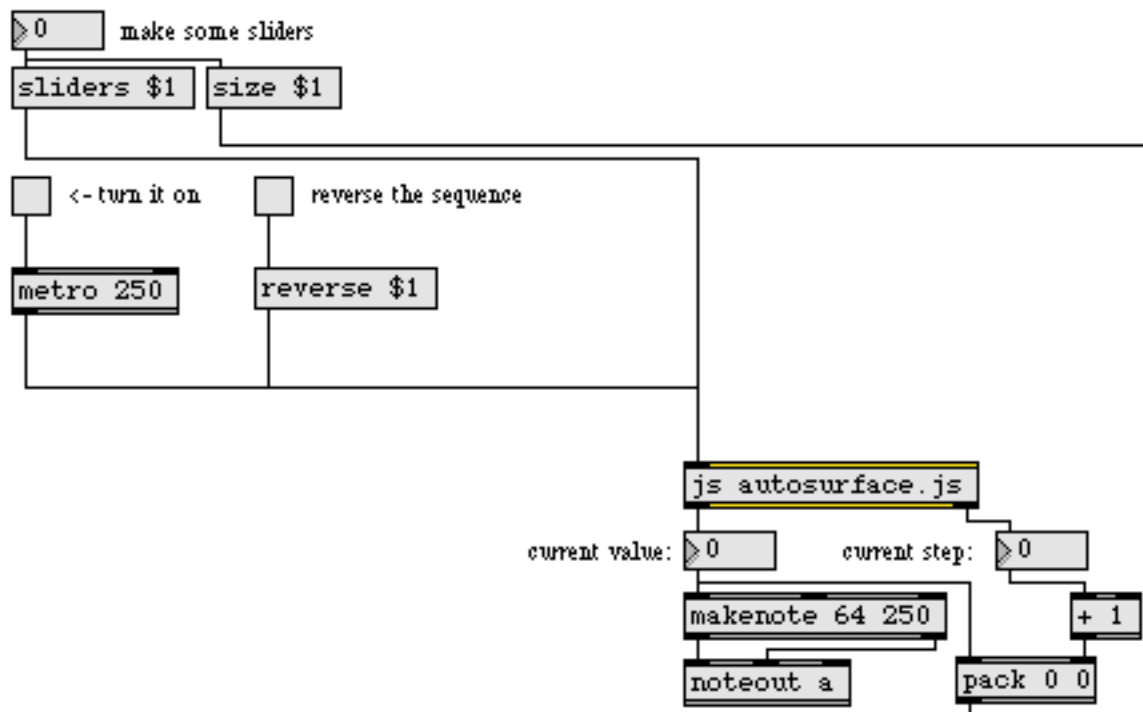 0 make some sliders
sliders $1 size $1
<- turn it on reverse the sequence
metro 250 reverse $1
js autosurface.js
current value: 0 current step: 0
makenote 64 250 + 1
noteout a pack 0 0